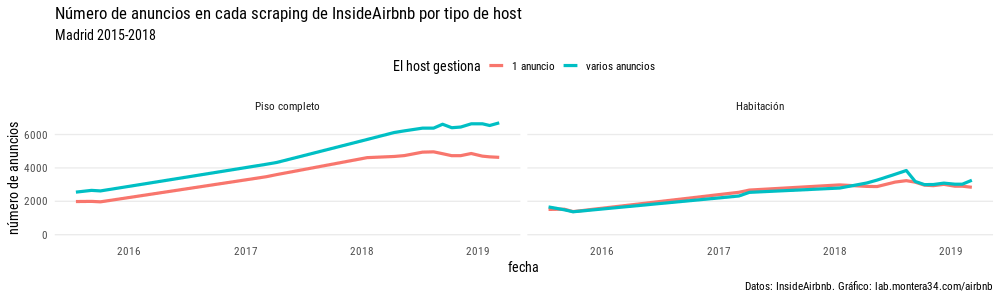 Número de anuncios en cada scraping de InsideAirbnb por tipo de host
Madrid 2015-2018
El host gestiona 1 anuncio varios anuncios
Piso completo Habitación
número de anuncios
6000
4000
2000
0
2016 2017 2018 2019 2016 2017 2018 2019
fecha
Datos: InsideAirbnb. Gráfico: lab.montera34.com/airbnb